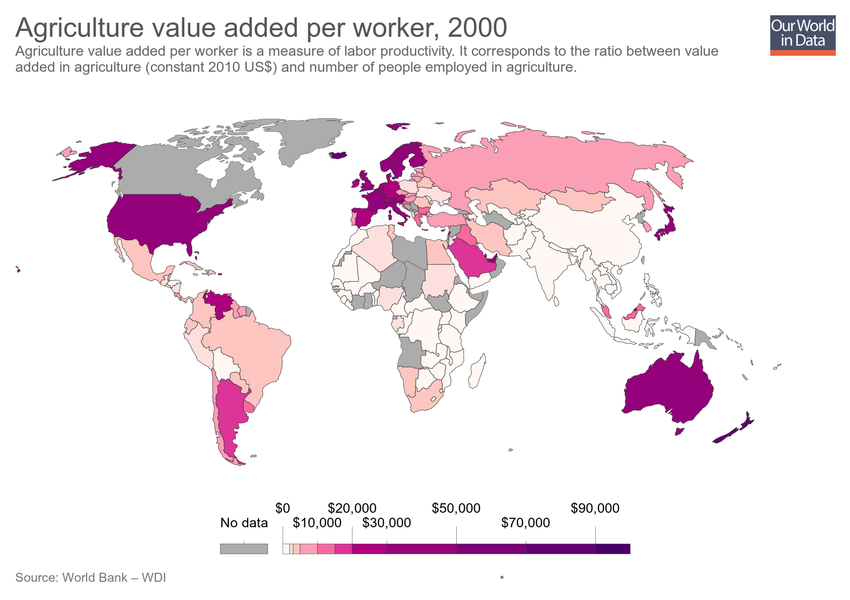 Agriculture value added per worker, 2000
Our World
in Data
Agriculture value added per worker is a measure of labor productivity. It corresponds to the ratio between value
added in agriculture (constant 2010 US$) and number of people employed in agriculture.
$0 $20,000 $50,000 $90,000
No data $10,000 $30,000 $70,000
Source: World Bank – WDI